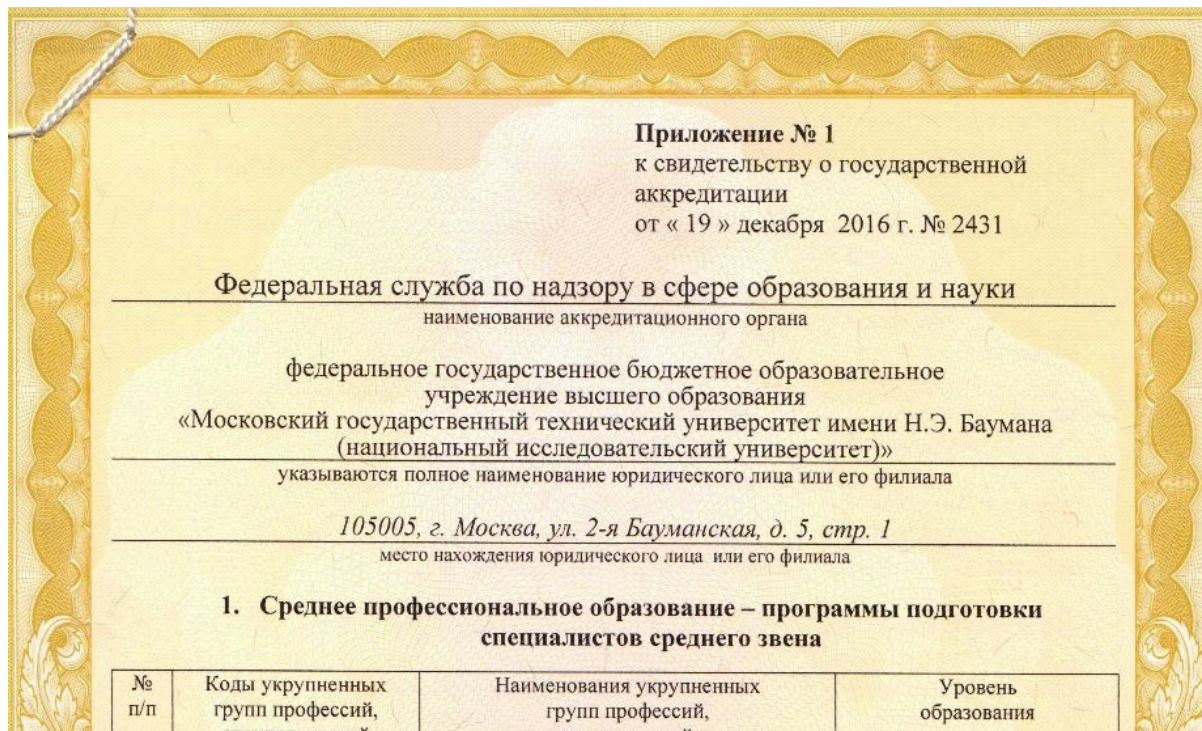 Приложение № 1
к свидетельству о государственной
аккредитации
от « 19 » декабря 2016 г. № 2431
Федеральная служба по надзору в сфере образования и науки
наименование аккредитационного органа
федеральное государственное бюджетное образовательное
учреждение высшего образования
«Московский государственный технический университет имени Н.Э. Баумана
(национальный исследовательский университет)»
указываются полное наименование юридического лица или его филиала
105005, г. Москва, ул. 2-я Бауманская, д. 5, стр. 1
место нахождения юридического лица или его филиала
1. Среднее профессиональное образование – программы подготовки
специалистов среднего звена
№ Коды укрупненных Наименования укрупненных Уровень
п/п групп профессий, групп профессий, образования